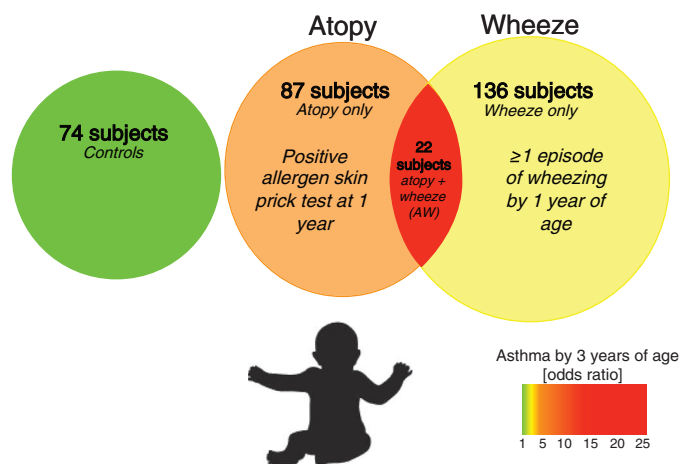 Atopy
Wheeze
74 subjects
Controls
87 subjects
Atopy only
Positive
allergen skin
prick test at 1
year
22
subjects
atopy +
wheeze
(AW)
136 subjects
Wheeze only
≥1 episode
of wheezing
by 1 year of
age
Asthma by 3 years of age
[odds ratio]
1 5 10 15 20 25